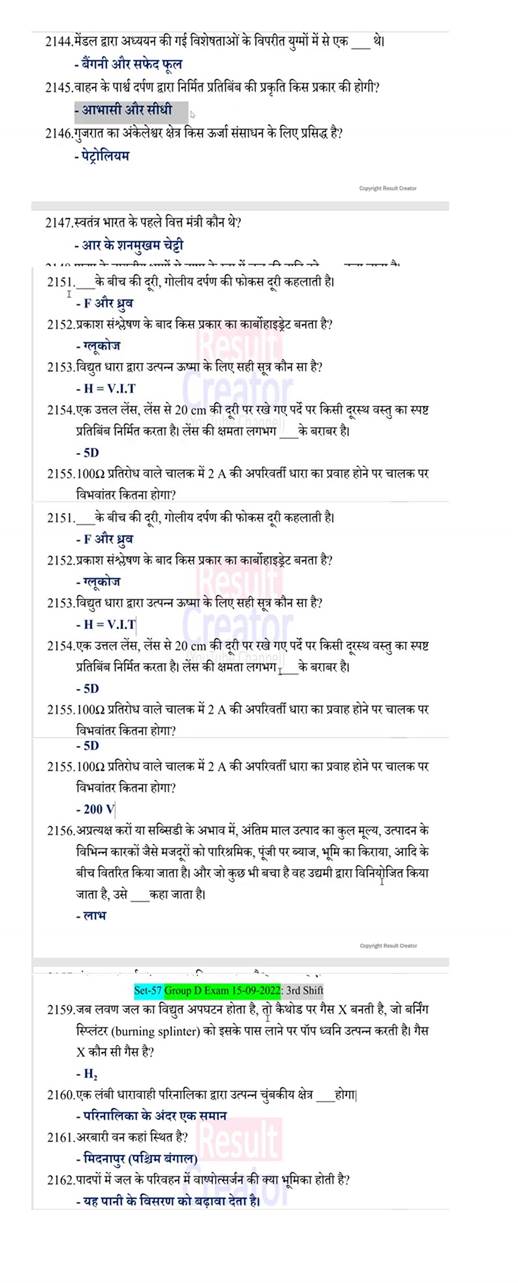 2144.मेंडल द्वारा अध्ययन की गई विशेषताओं के विपरीत युग्मों में से एक ___ थे।
- बैंगनी और सफेद फूल
2145.वाहन के पार्श्व दर्पण द्वारा निर्मित प्रतिबिंब की प्रकृति किस प्रकार की होगी?
- आभासी और सीधी
2146.गुजरात का अंकेलेश्वर क्षेत्र किस ऊर्जा संसाधन के लिए प्रसिद्ध है?
- पेट्रोलियम
Copyright Result Creator
2147.स्वतंत्र भारत के पहले वित्त मंत्री कौन थे?
- आर के शनमुखम चेट्टी
2151.___के बीच की दूरी, गोलीय दर्पण की फोकस दूरी कहलाती है।
- F और ध्रुव
2152.प्रकाश संश्लेषण के बाद किस प्रकार का कार्बोहाइड्रेट बनता है?
- ग्लूकोज
2153.विद्युत धारा द्वारा उत्पन्न ऊष्मा के लिए सही सूत्र कौन सा है?
- H = V.I.T
2154.एक उत्तल लेंस, लेंस से 20 cm की दूरी पर रखे गए पर्दे पर किसी दूरस्थ वस्तु का स्पष्ट
प्रतिबिंब निर्मित करता है। लेंस की क्षमता लगभग ___के बराबर है।
- 5D
2155.100Ω प्रतिरोध वाले चालक में 2 A की अपरिवर्ती धारा का प्रवाह होने पर चालक पर
विभवांतर कितना होगा?
2151.___के बीच की दूरी, गोलीय दर्पण की फोकस दूरी कहलाती है।
- F और ध्रुव
2152.प्रकाश संश्लेषण के बाद किस प्रकार का कार्बोहाइड्रेट बनता है?
- ग्लूकोज
2153.विद्युत धारा द्वारा उत्पन्न ऊष्मा के लिए सही सूत्र कौन सा है?
- H = V.I.T
2154.एक उत्तल लेंस, लेंस से 20 cm की दूरी पर रखे गए पर्दे पर किसी दूरस्थ वस्तु का स्पष्ट
प्रतिबिंब निर्मित करता है। लेंस की क्षमता लगभग ___के बराबर है।
- 5D
2155.100Ω प्रतिरोध वाले चालक में 2 A की अपरिवर्ती धारा का प्रवाह होने पर चालक पर
विभवांतर कितना होगा?
- 5D
2155.100Ω प्रतिरोध वाले चालक में 2 A की अपरिवर्ती धारा का प्रवाह होने पर चालक पर
विभवांतर कितना होगा?
- 200 V
2156.अप्रत्यक्ष करों या सब्सिडी के अभाव में, अंतिम माल उत्पाद का कुल मूल्य, उत्पादन के
विभिन्न कारकों जैसे मजदूरों को पारिश्रमिक, पूंजी पर ब्याज, भूमि का किराया, आदि के
बीच वितरित किया जाता है। और जो कुछ भी बचा है वह उद्यमी द्वारा विनियोजित किया
जाता है, उसे ___कहा जाता है।
- लाभ
Copyright Result Creator
Set-57 Group D Exam 15-09-2022: 3rd Shift
2159.जब लवण जल का विद्युत अपघटन होता है, तो कैथोड पर गैस X बनती है, जो बर्निंग
स्प्लिंटर (burning splinter) को इसके पास लाने पर पॉप ध्वनि उत्पन्न करती है। गैस
X कौन सी गैस है?
- H₂
2160.एक लंबी धारावाही परिनालिका द्वारा उत्पन्न चुंबकीय क्षेत्र ___होगा
- परिनालिका के अंदर एक समान
2161.अरबारी वन कहां स्थित है?
- मिदनापुर (पश्चिम बंगाल)
2162.पादपों में जल के परिवहन में वाष्पोत्सर्जन की क्या भूमिका होती है?
- यह पानी के विसरण को बढ़ावा देता है।
Result
Creator